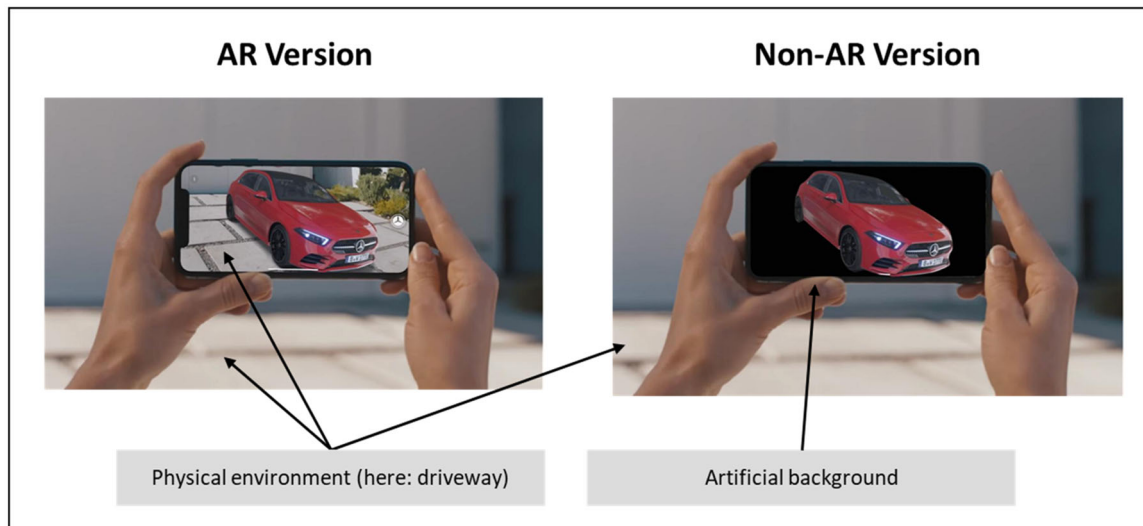 AR Version
Non-AR Version
Physical environment (here: driveway)
Artificial background